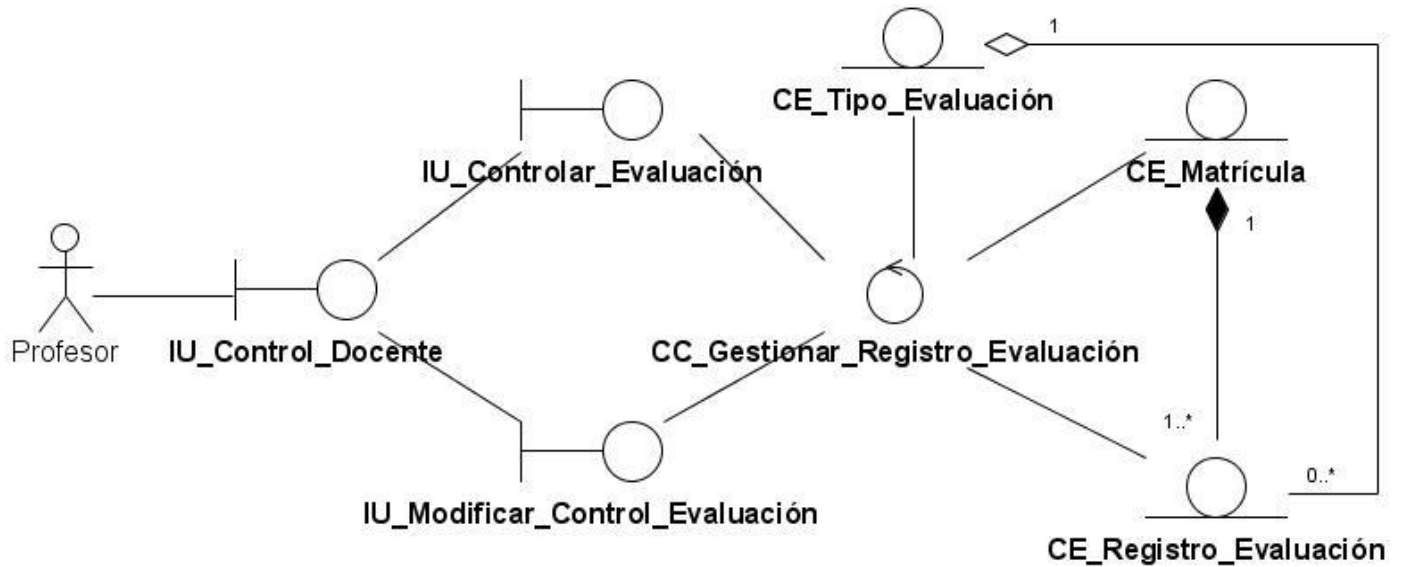 1
CE_Tipo_Evaluación
IU_Controlar_Evaluación
CE_Matrícula
1
Profesor
IU_Control_Docente
CC_Gestionar_Registro_Evaluación
1..*
0..*
IU_Modificar_Control_Evaluación
CE_Registro_Evaluación